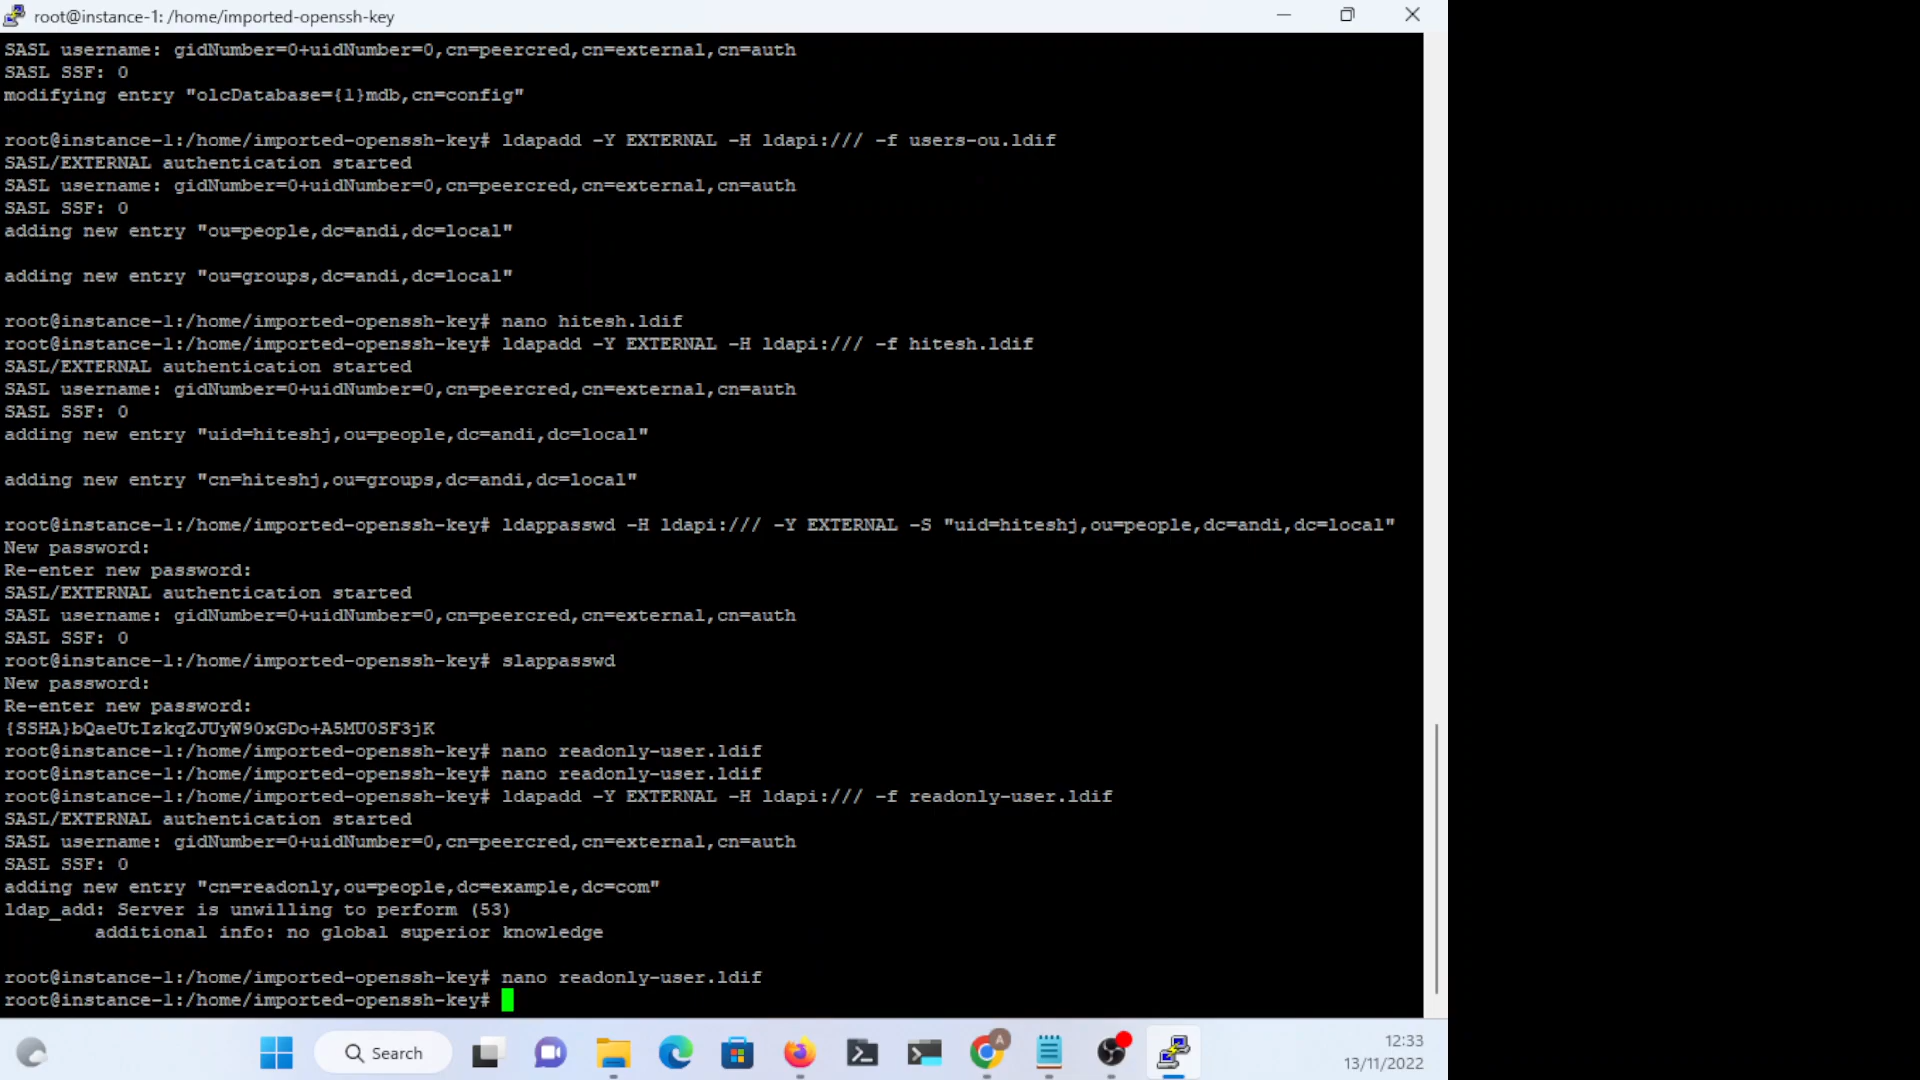 root@instance-1: /home/imported-openssh-key
SASL username: gidNumber=0+uidNumber=0,cn=peercred,cn=external,cn=auth
SASL SSF: 0
modifying entry "olcDatabase={1}mdb,cn=config"
root@instance-1:/home/imported-openssh-key# ldapadd -Y EXTERNAL -H ldapi:/// -f users-ou.ldif
SASL/EXTERNAL authentication started
SASL username: gidNumber=0+uidNumber=0,cn=peercred,cn=external,cn=auth
SASL SSF: 0
adding new entry "ou=people,dc=andi,dc=local"
adding new entry "ou=groups,dc=andi,dc=local"
root@instance-1:/home/imported-openssh-key# nano hitesh.ldif
root@instance-1:/home/imported-openssh-key# ldapadd -Y EXTERNAL -H ldapi:/// -f hitesh.ldif
SASL/EXTERNAL authentication started
SASL username: gidNumber=0+uidNumber=0,cn=peercred,cn=external,cn=auth
SASL SSF: 0
adding new entry "uid=hiteshj,ou=people,dc=andi,dc=local"
adding new entry "cn=hiteshj,ou=groups,dc=andi,dc=local"
root@instance-1:/home/imported-openssh-key# ldappasswd -H ldapi:/// -Y EXTERNAL -S "uid=hiteshj,ou=people,dc=andi,dc=local"
New password:
Re-enter new password:
SASL/EXTERNAL authentication started
SASL username: gidNumber=0+uidNumber=0,cn=peercred,cn=external,cn=auth
SASL SSF: 0
root@instance-1:/home/imported-openssh-key# slappasswd
New password:
Re-enter new password:
{SSHA}bQaeUtIzkqZJUyW90xGDo+A5MU0SF3jK
root@instance-1:/home/imported-openssh-key# nano readonly-user.ldif
root@instance-1:/home/imported-openssh-key# nano readonly-user.ldif
root@instance-1:/home/imported-openssh-key# ldapadd -Y EXTERNAL -H ldapi:/// -f readonly-user.ldif
SASL/EXTERNAL authentication started
SASL username: gidNumber=0+uidNumber=0,cn=peercred,cn=external,cn=auth
SASL SSF: 0
adding new entry "cn=readonly,ou=people,dc=example,dc=com"
ldap_add: Server is unwilling to perform (53)
additional info: no global superior knowledge
root@instance-1:/home/imported-openssh-key# nano readonly-user.ldif
root@instance-1:/home/imported-openssh-key#
Search
A
12:33
13/11/2022